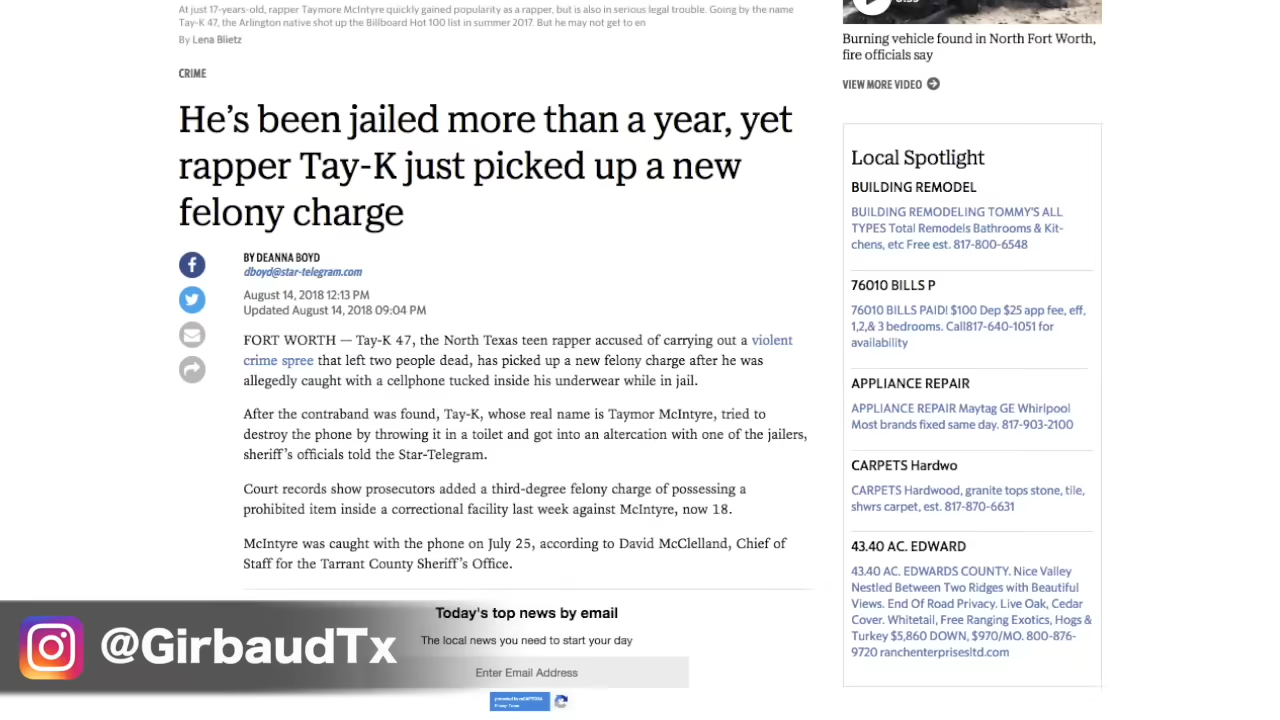 At just 17-years-old, rapper Taymore McIntyre quickly gained popularity as a rapper, but is also in serious legal trouble. Going by the name
Tay-K 47, the Arlington native shot up the Billboard Hot 100 list in summer 2017. But he may not get to en
By Lena Blietz
CRIME
He's been jailed more than a year, yet
rapper Tay-K just picked up a new
felony charge
BY DEANNA BOYD
dboyd@star-telegram.com
August 14, 2018 12:13 PM
Updated August 14, 2018 09:04 PM
FORT WORTH — Tay-K 47, the North Texas teen rapper accused of carrying out a violent
crime spree that left two people dead, has picked up a new felony charge after he was
allegedly caught with a cellphone tucked inside his underwear while in jail.
After the contraband was found, Tay-K, whose real name is Taymor McIntyre, tried to
destroy the phone by throwing it in a toilet and got into an altercation with one of the jailers,
sheriff's officials told the Star-Telegram.
Court records show prosecutors added a third-degree felony charge of possessing a
prohibited item inside a correctional facility last week against McIntyre, now 18.
McIntyre was caught with the phone on July 25, according to David McClelland, Chief of
Staff for the Tarrant County Sheriff's Office.
Today's top news by email
The local news you need to start your day
Enter Email Address
@GirbaudTx
Burning vehicle found in North Fort Worth,
fire officials say
VIEW MORE VIDEO
Local Spotlight
BUILDING REMODEL
BUILDING REMODELING TOMMY'S ALL
TYPES Total Remodels Bathrooms & Kit-
chens, etc Free est. 817-800-6548
76010 BILLS P
76010 BILLS PAID! $100 Dep $25 app fee, eff,
1,2,& 3 bedrooms. Call817-640-1051 for
availability
APPLIANCE REPAIR
APPLIANCE REPAIR Maytag GE Whirlpool
Most brands fixed same day. 817-903-2100
CARPETS Hardwo
CARPETS Hardwood, granite tops stone, tile,
shwrs carpet, est. 817-870-6631
43.40 AC. EDWARD
43.40 AC. EDWARDS COUNTY. Nice Valley
Nestled Between Two Ridges with Beautiful
Views. End Of Road Privacy. Live Oak, Cedar
Cover. Whitetail, Free Ranging Exotics, Hogs &
Turkey $5,860 DOWN, $970/MO. 800-876-
9720 ranchenterprisesltd.com